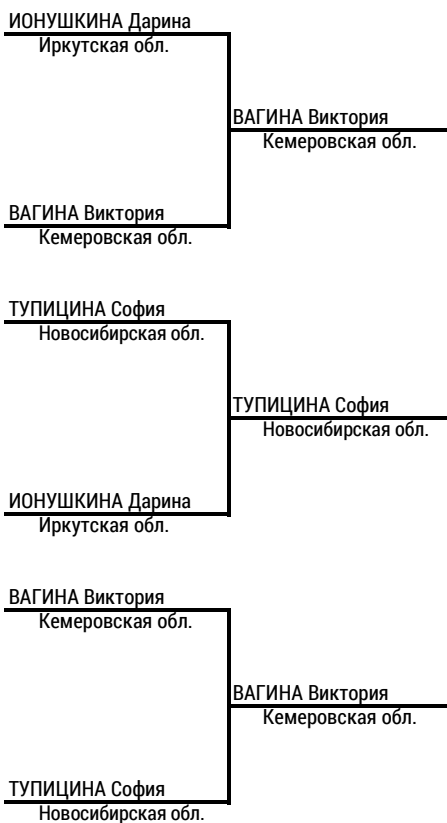 ИОНУШКИНА Дарина
Иркутская обл.
ВАГИНА Виктория
Кемеровская обл.
ВАГИНА Виктория
Кемеровская обл.
ТУПИЦИНА София
Новосибирская обл.
ТУПИЦИНА София
Новосибирская обл.
ИОНУШКИНА Дарина
Иркутская обл.
ВАГИНА Виктория
Кемеровская обл.
ВАГИНА Виктория
Кемеровская обл.
ТУПИЦИНА София
Новосибирская обл.